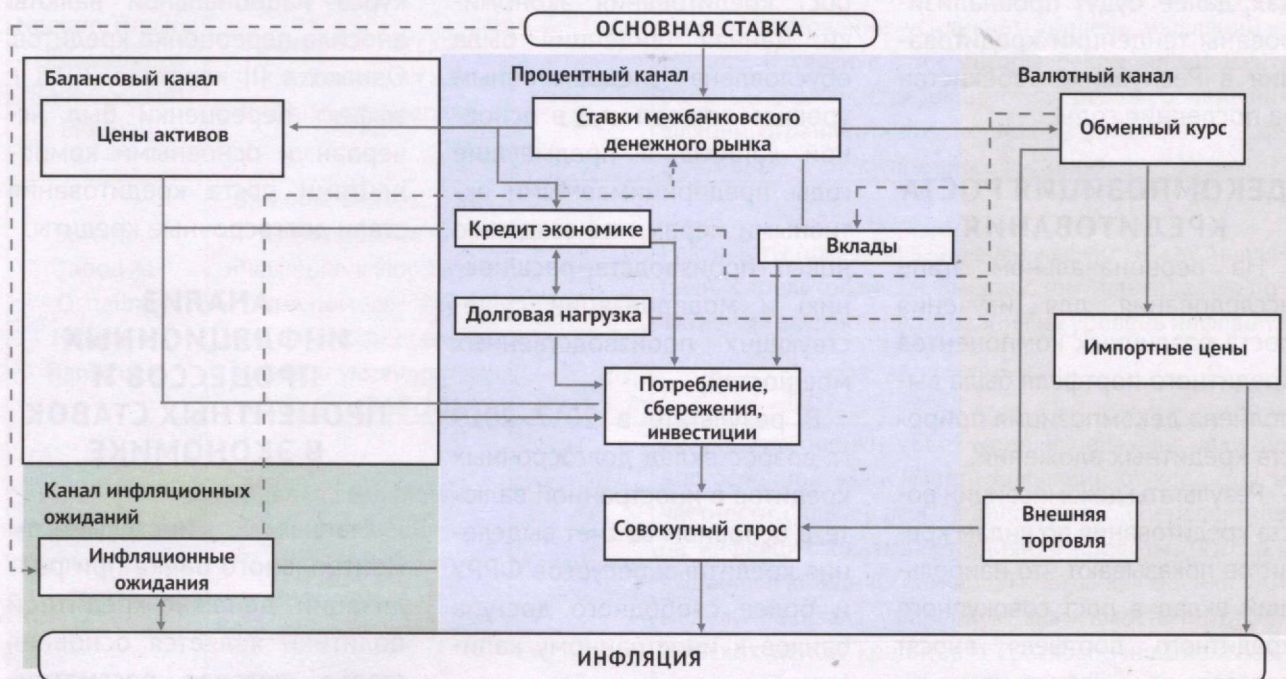 ОСНОВНАЯ СТАВКА
Балансовый канал
Процентный канал
Валютный канал
Цены активов
Ставки межбанковского
денежного рынка
Обменный курс
Кредит экономике
Вклады
Долговая нагрузка
Импортные цены
Потребление,
сбережения,
инвестиции
Канал инфляционных
ожиданий
Совокупный спрос
Внешняя
торговля
Инфляционные
ожидания
ИНФЛЯЦИЯ